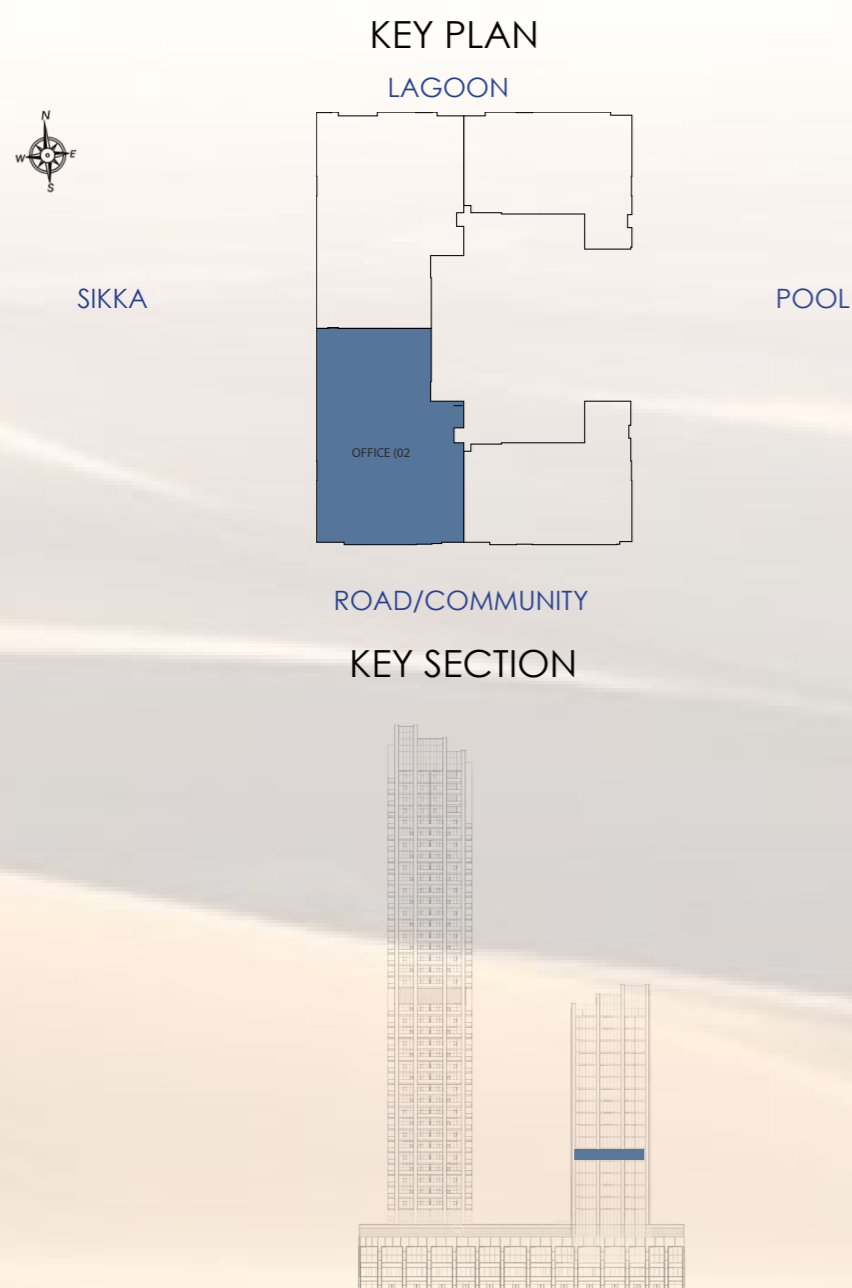 KEY PLAN
LAGOON
N
W E
S
SIKKA
POOL
OFFICE (02
ROAD/COMMUNITY
KEY SECTION